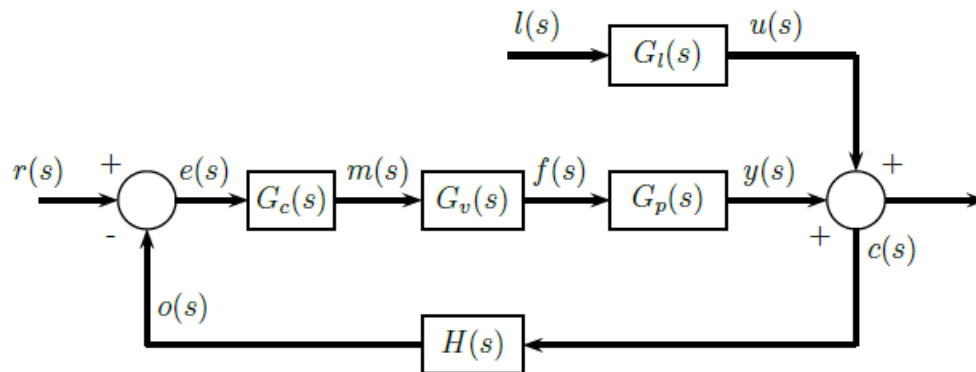 l(s) u(s)
G_l(s)
r(s) + e(s) m(s) f(s) y(s) +
G_c(s) G_v(s) G_p(s)
- +
c(s)
o(s)
H(s)